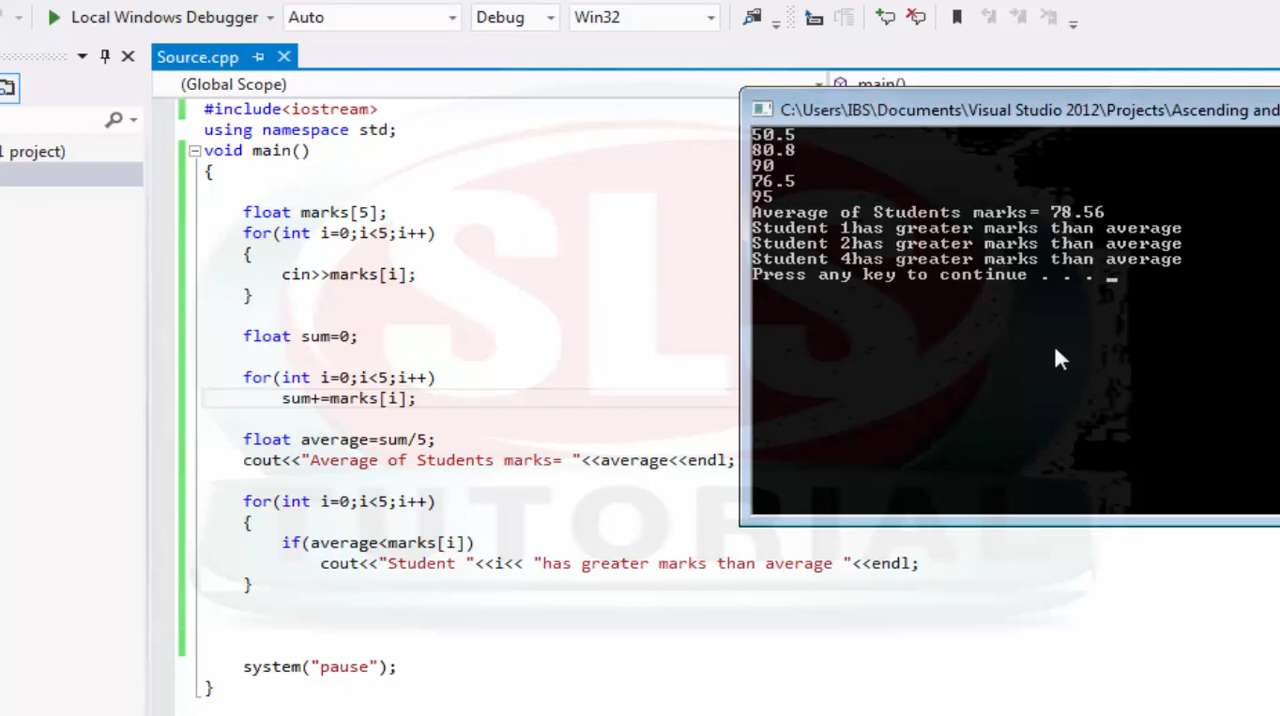 Local Windows Debugger Auto Debug Win32
Source.cpp
(Global Scope) main()
1 project)
#include<iostream>
using namespace std;
void main()
{
float marks[5];
for(int i=0;i<5;i++)
{
cin>>marks[i];
}
float sum=0;
for(int i=0;i<5;i++)
sum+=marks[i];
float average=sum/5;
cout<<"Average of Students marks= "<<average<<endl;
for(int i=0;i<5;i++)
{
if(average<marks[i])
cout<<"Student "<<i<< "has greater marks than average "<<endl;
}
system("pause");
}
C:\Users\IBS\Documents\Visual Studio 2012\Projects\Ascending and
50.5
80.8
90
76.5
95
Average of Students marks= 78.56
Student 1has greater marks than average
Student 2has greater marks than average
Student 4has greater marks than average
Press any key to continue . . . _
SLS
TUTORIAL